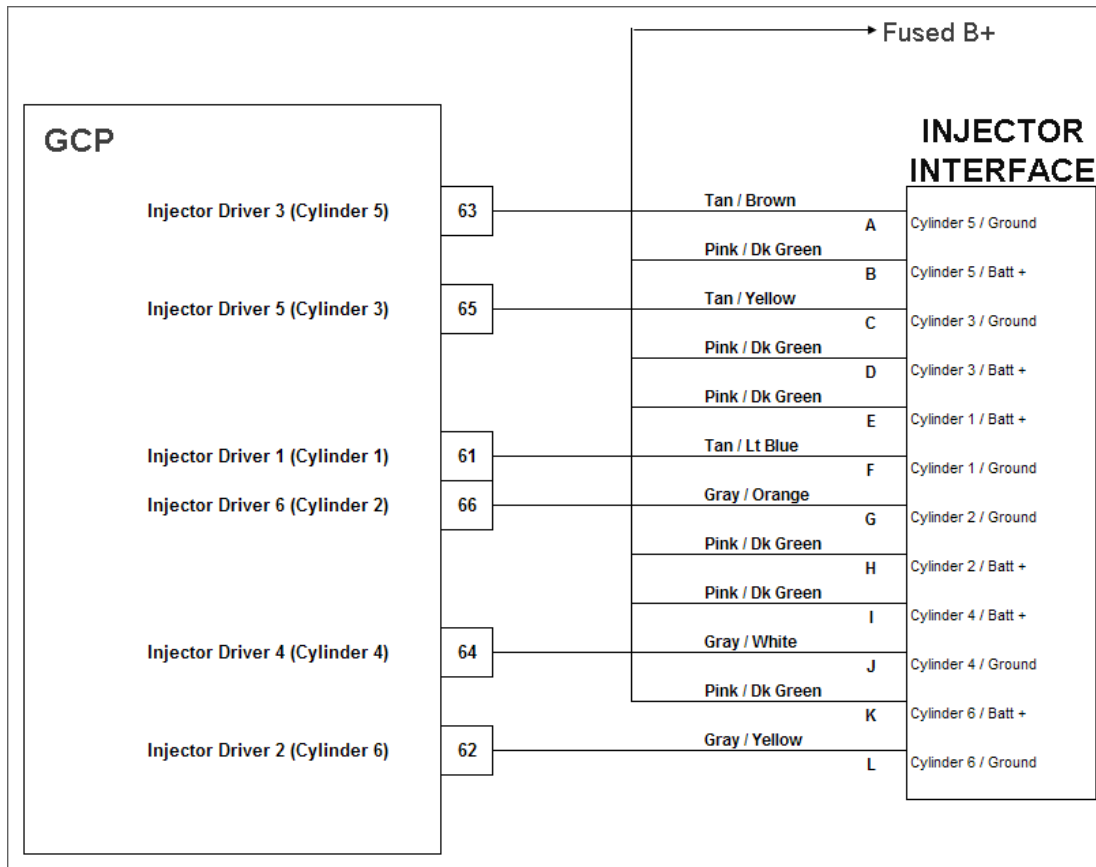 Fused B+
GCP
INJECTOR
INTERFACE
Injector Driver 3 (Cylinder 5)
63
Tan / Brown
A
Cylinder 5 / Ground
Pink / Dk Green
B
Cylinder 5 / Batt +
Injector Driver 5 (Cylinder 3)
65
Tan / Yellow
C
Cylinder 3 / Ground
Pink / Dk Green
D
Cylinder 3 / Batt +
Pink / Dk Green
E
Cylinder 1 / Batt +
Injector Driver 1 (Cylinder 1)
61
Tan / Lt Blue
F
Cylinder 1 / Ground
Injector Driver 6 (Cylinder 2)
66
Gray / Orange
G
Cylinder 2 / Ground
Pink / Dk Green
H
Cylinder 2 / Batt +
Pink / Dk Green
I
Cylinder 4 / Batt +
Injector Driver 4 (Cylinder 4)
64
Gray / White
J
Cylinder 4 / Ground
Pink / Dk Green
K
Cylinder 6 / Batt +
Injector Driver 2 (Cylinder 6)
62
Gray / Yellow
L
Cylinder 6 / Ground